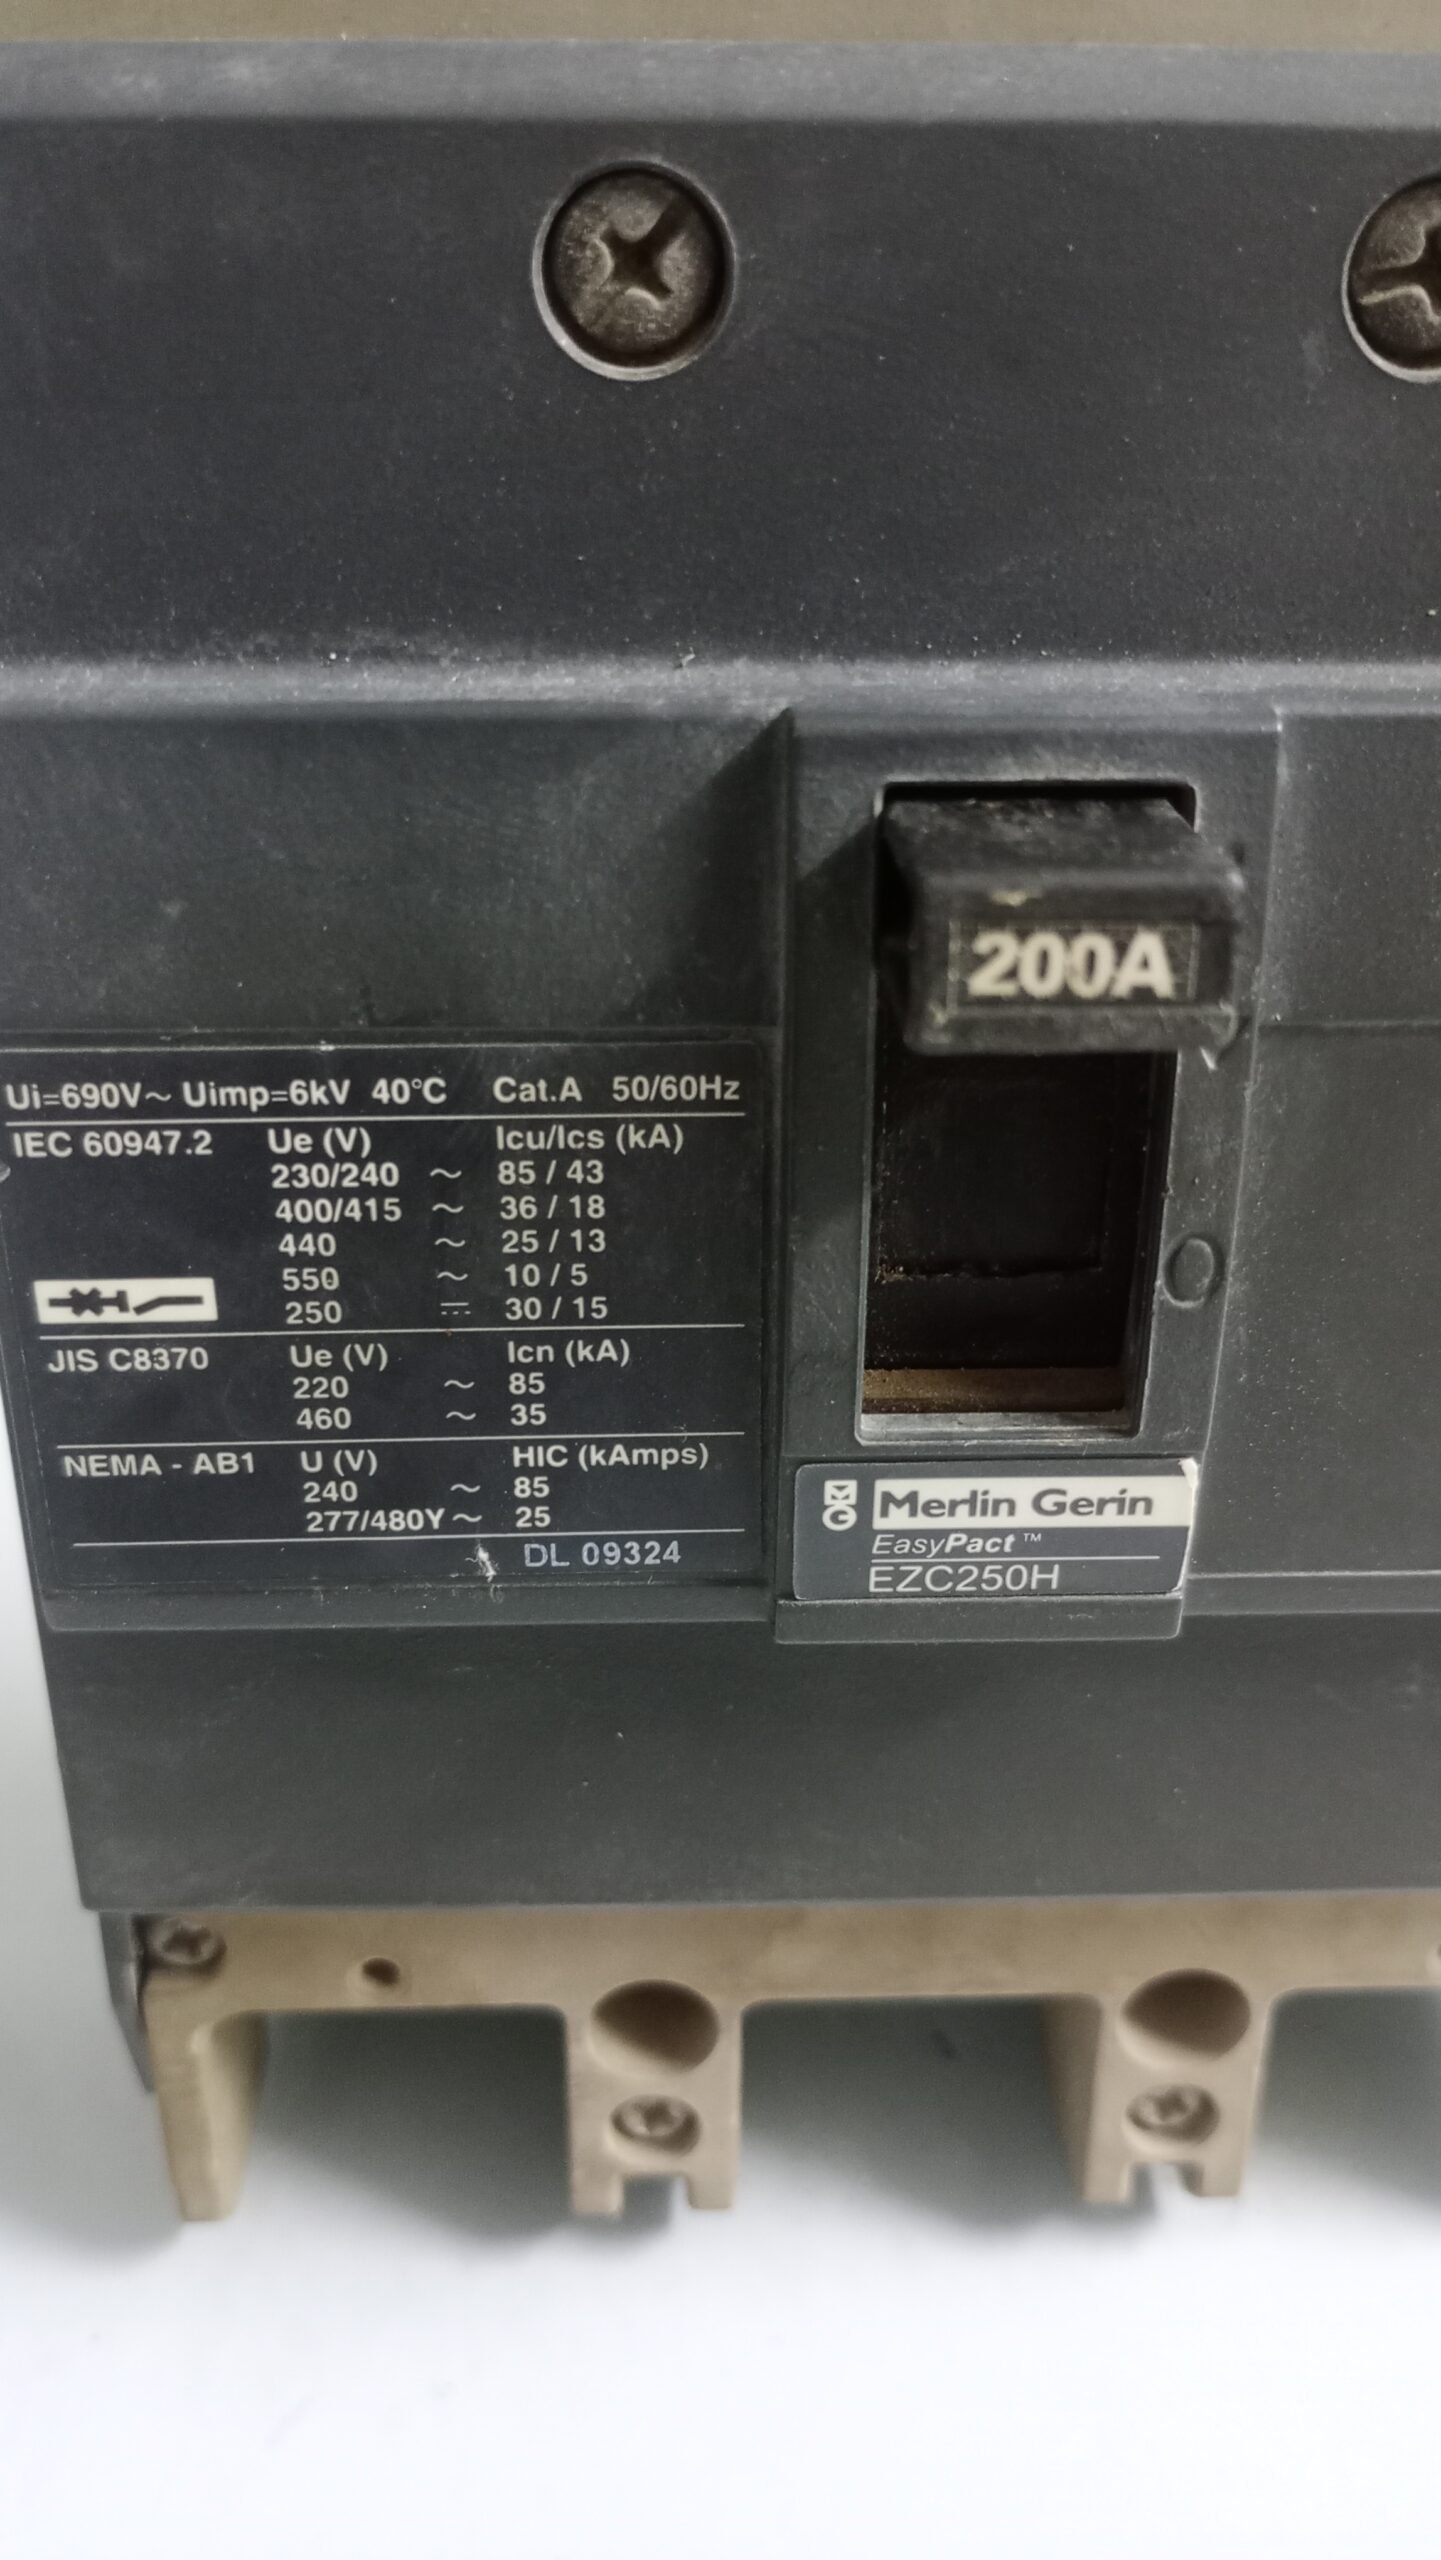 200A
Ui=690V~ Uimp=6kV 40°C Cat.A 50/60Hz
IEC 60947.2 Ue (V) Icu/Ics (kA)
230/240 ~ 85 / 43
400/415 ~ 36 / 18
440 ~ 25 / 13
550 ~ 10 / 5
250 ⎓ 30 / 15
JIS C8370 Ue (V) Icn (kA)
220 ~ 85
460 ~ 35
NEMA - AB1 U (V) HIC (kAmps)
240 ~ 85
277/480Y ~ 25
DL 09324
MG Merlin Gerin
EasyPact™
EZC250H